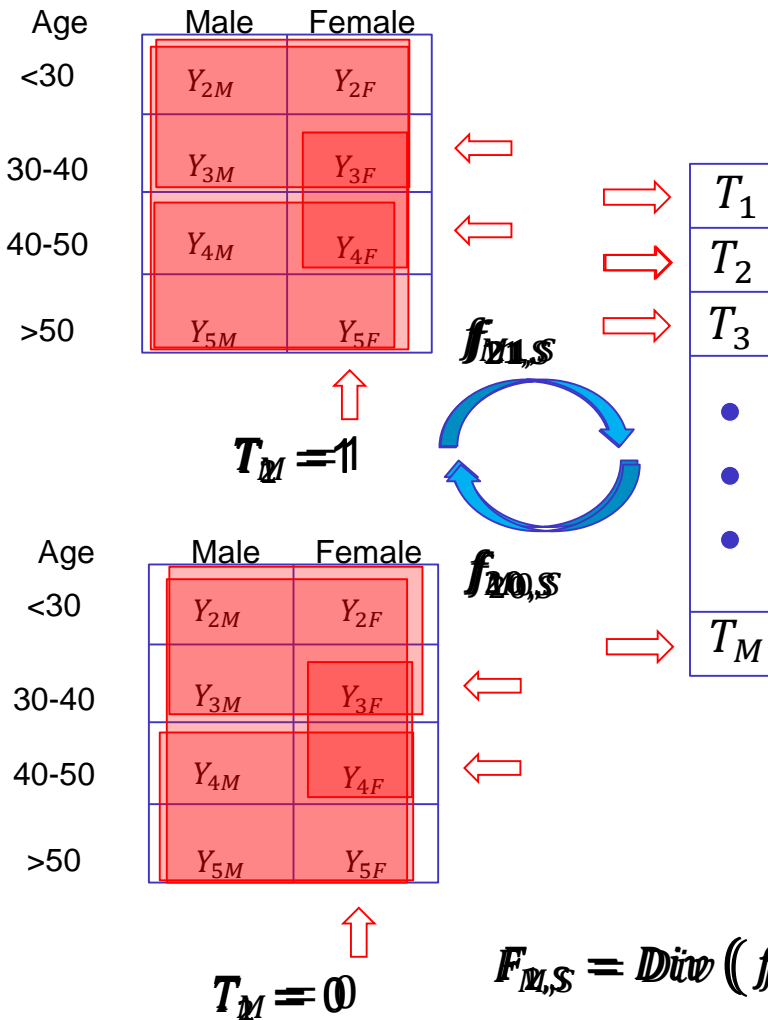 Age Male Female
<30 Y2M Y2F
30-40 Y3M Y3F
40-50 Y4M Y4F
>50 Y5M Y5F
T1
T2
T3
TM
Age Male Female
<30 Y2M Y2F
30-40 Y3M Y3F
40-50 Y4M Y4F
>50 Y5M Y5F